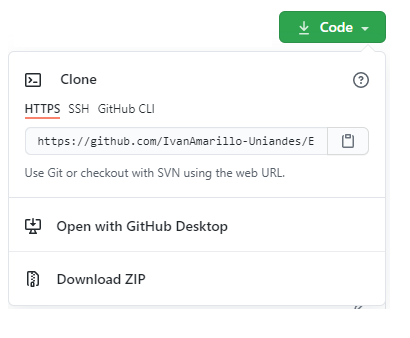 Code
Clone
HTTPS SSH GitHub CLI
https://github.com/IvanAmarillo-Uniandes/E
Use Git or checkout with SVN using the web URL.
Open with GitHub Desktop
Download ZIP